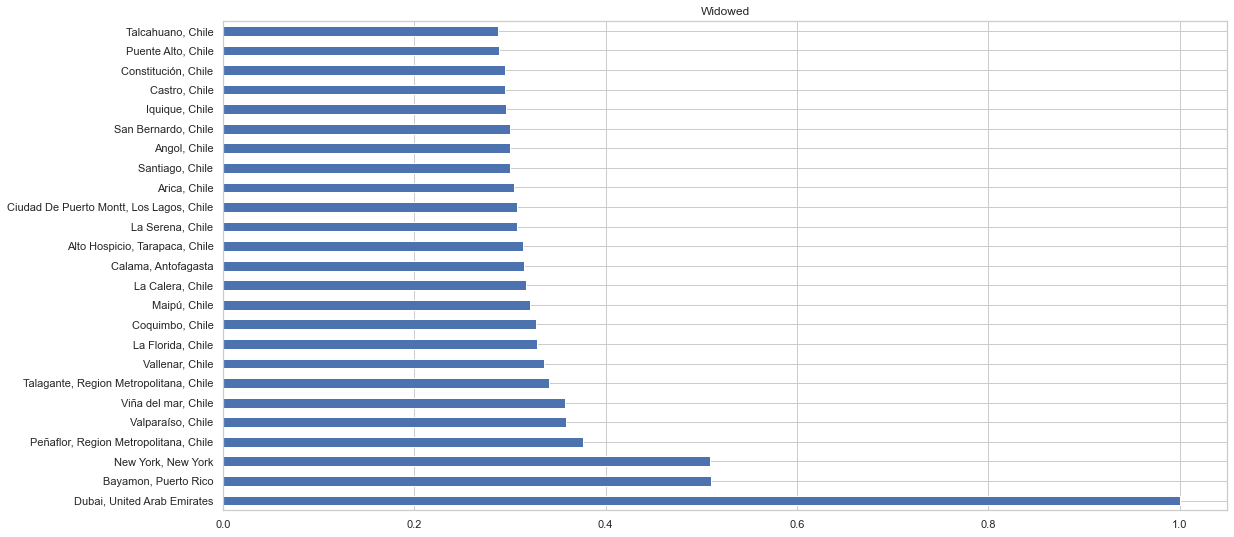 Widowed
Talcahuano, Chile
Puente Alto, Chile
Constitución, Chile
Castro, Chile
Iquique, Chile
San Bernardo, Chile
Angol, Chile
Santiago, Chile
Arica, Chile
Ciudad De Puerto Montt, Los Lagos, Chile
La Serena, Chile
Alto Hospicio, Tarapaca, Chile
Calama, Antofagasta
La Calera, Chile
Maipú, Chile
Coquimbo, Chile
La Florida, Chile
Vallenar, Chile
Talagante, Region Metropolitana, Chile
Viña del mar, Chile
Valparaíso, Chile
Peñaflor, Region Metropolitana, Chile
New York, New York
Bayamon, Puerto Rico
Dubai, United Arab Emirates
0.0 0.2 0.4 0.6 0.8 1.0